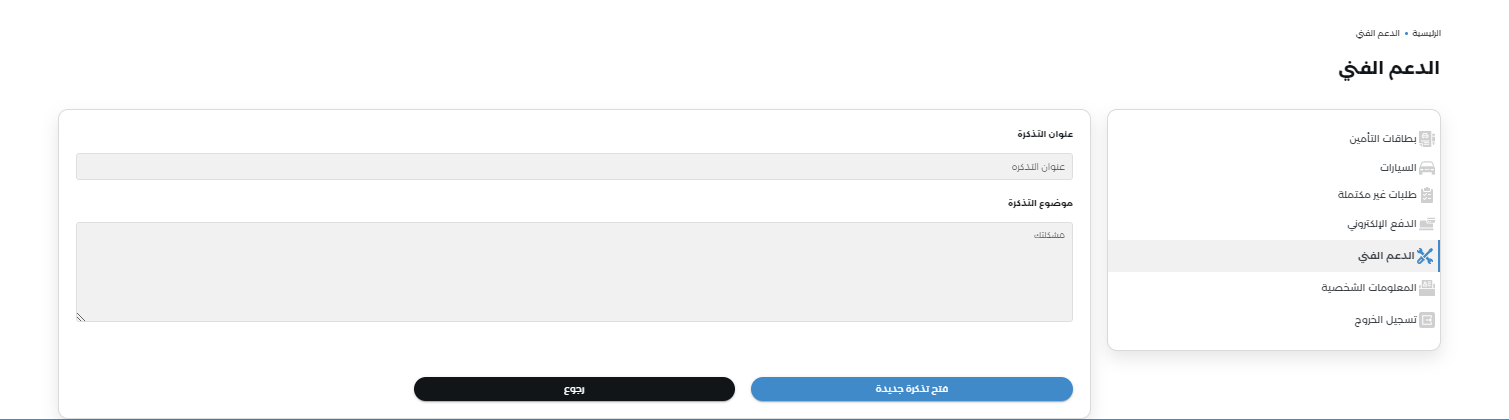 الرئيسية • الدعم الفني
الدعم الفني
بطاقات التأمين
السيارات
طلبات غير مكتملة
الدفع الإلكتروني
الدعم الفني
المعلومات الشخصية
تسجيل الخروج
عنوان التذكرة
عنوان التذكره
موضوع التذكرة
مشكلتك
فتح تذكرة جديدة
رجوع